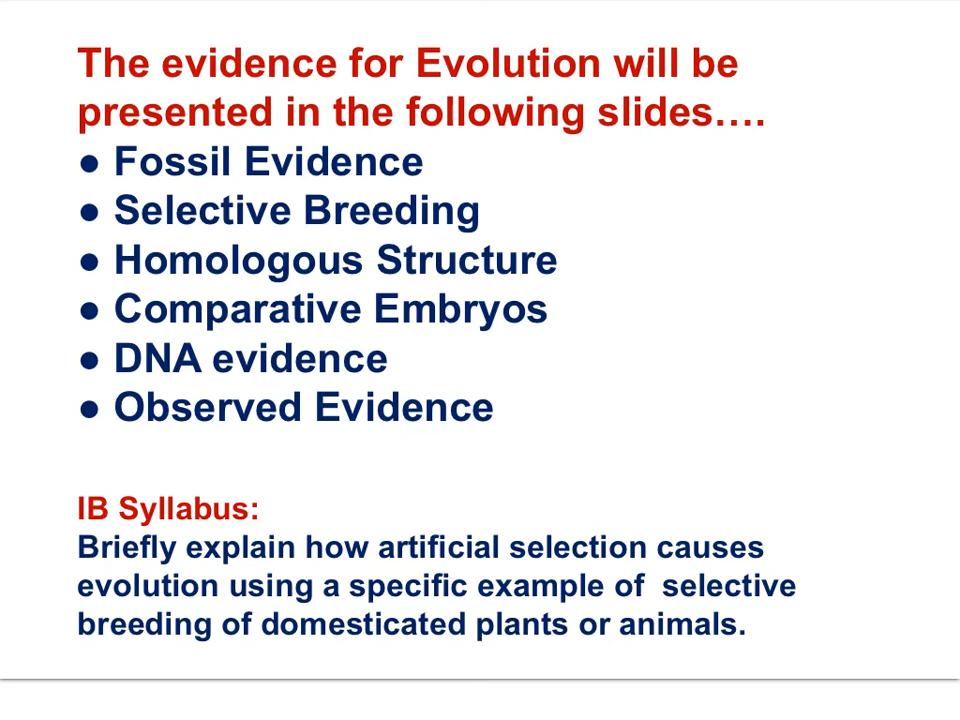 The evidence for Evolution will be
presented in the following slides….
● Fossil Evidence
● Selective Breeding
● Homologous Structure
● Comparative Embryos
● DNA evidence
● Observed Evidence
IB Syllabus:
Briefly explain how artificial selection causes
evolution using a specific example of  selective
breeding of domesticated plants or animals.